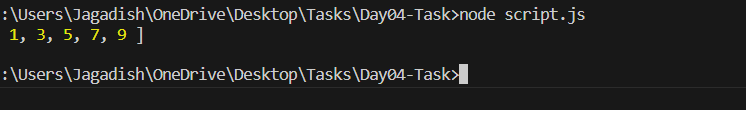 :\Users\Jagadish\OneDrive\Desktop\Tasks\Day04-Task>node script.js
1, 3, 5, 7, 9 ]
:\Users\Jagadish\OneDrive\Desktop\Tasks\Day04-Task>